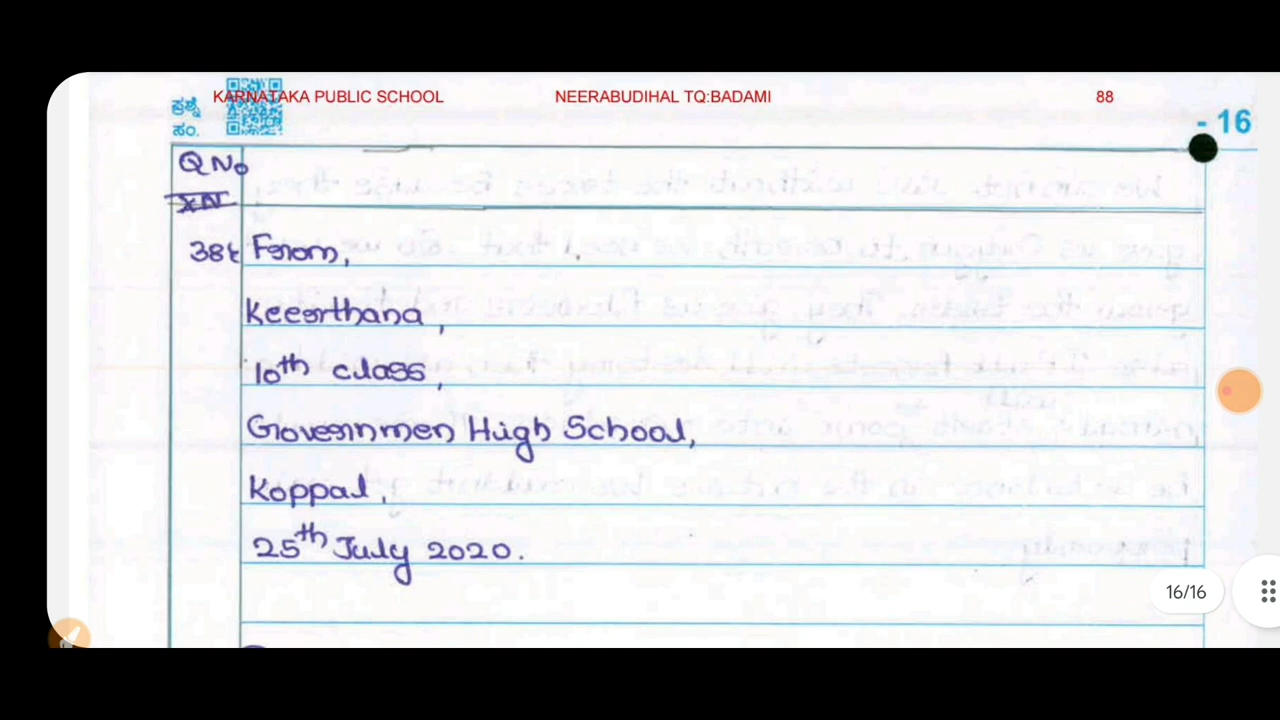 KARNATAKA PUBLIC SCHOOL NEERABUDIHAL TQ:BADAMI 88
ಪ್ರಶ್ನೆ
ಸಂ.
- 16
Q No
38
From,
Keerthana,
10th class,
Governmen High School,
Koppal,
25th July 2020.
16/16